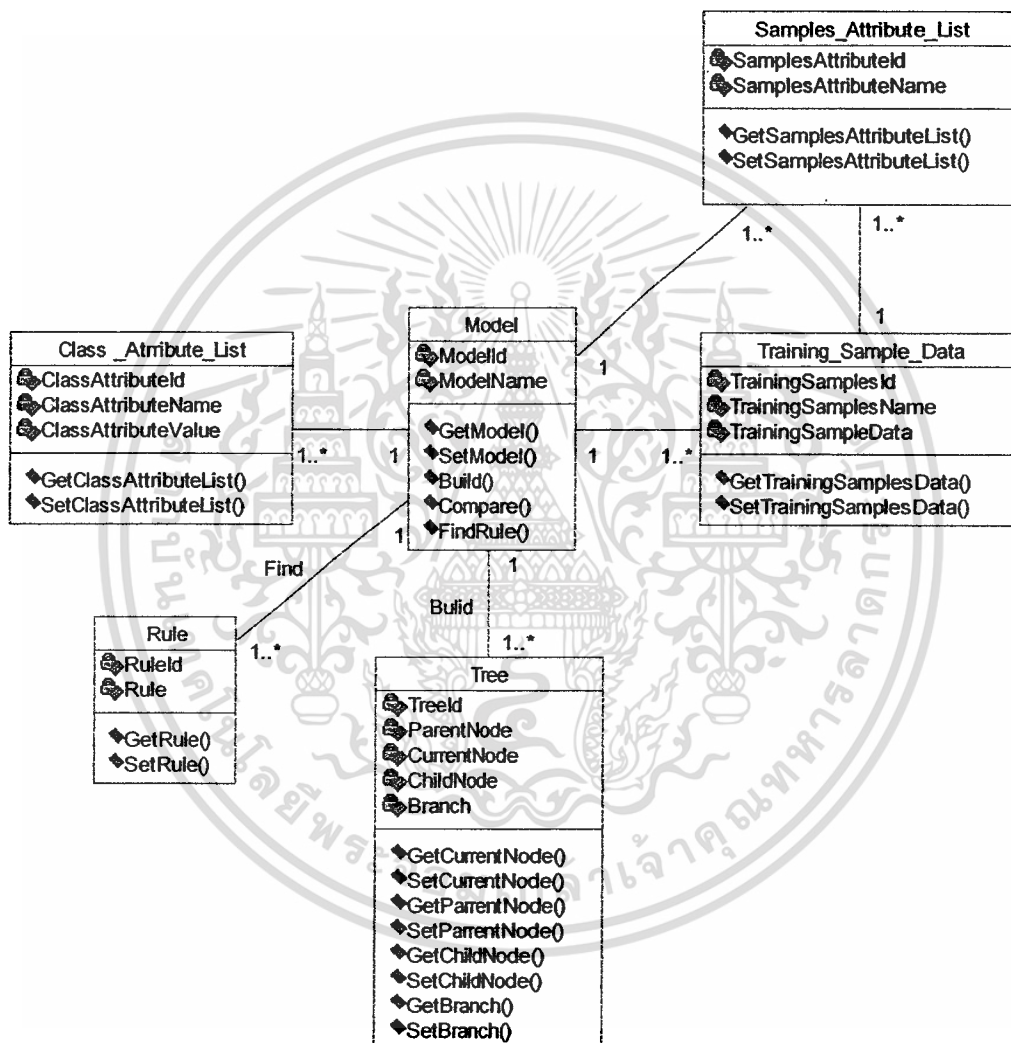 Samples_Attribute_List
SamplesAttributeId
SamplesAttributeName
GetSamplesAttributeList()
SetSamplesAttributeList()
1..*
1..*
1
1
Class _Atrribute_List
ClassAttributeId
ClassAttributeName
ClassAttributeValue
GetClassAttributeList()
SetClassAttributeList()
1..*
1
Model
ModelId
ModelName
GetModel()
SetModel()
Build()
Compare()
FindRule()
1
1..*
Training_Sample_Data
TrainingSamplesId
TrainingSamplesName
TrainingSampleData
GetTrainingSamplesData()
SetTrainingSamplesData()
1
Find
1..*
1
Bulid
1..*
Rule
RuleId
Rule
GetRule()
SetRule()
Tree
TreeId
ParentNode
CurrentNode
ChildNode
Branch
GetCurrentNode()
SetCurrentNode()
GetParrentNode()
SetParrentNode()
GetChildNode()
SetChildNode()
GetBranch()
SetBranch()